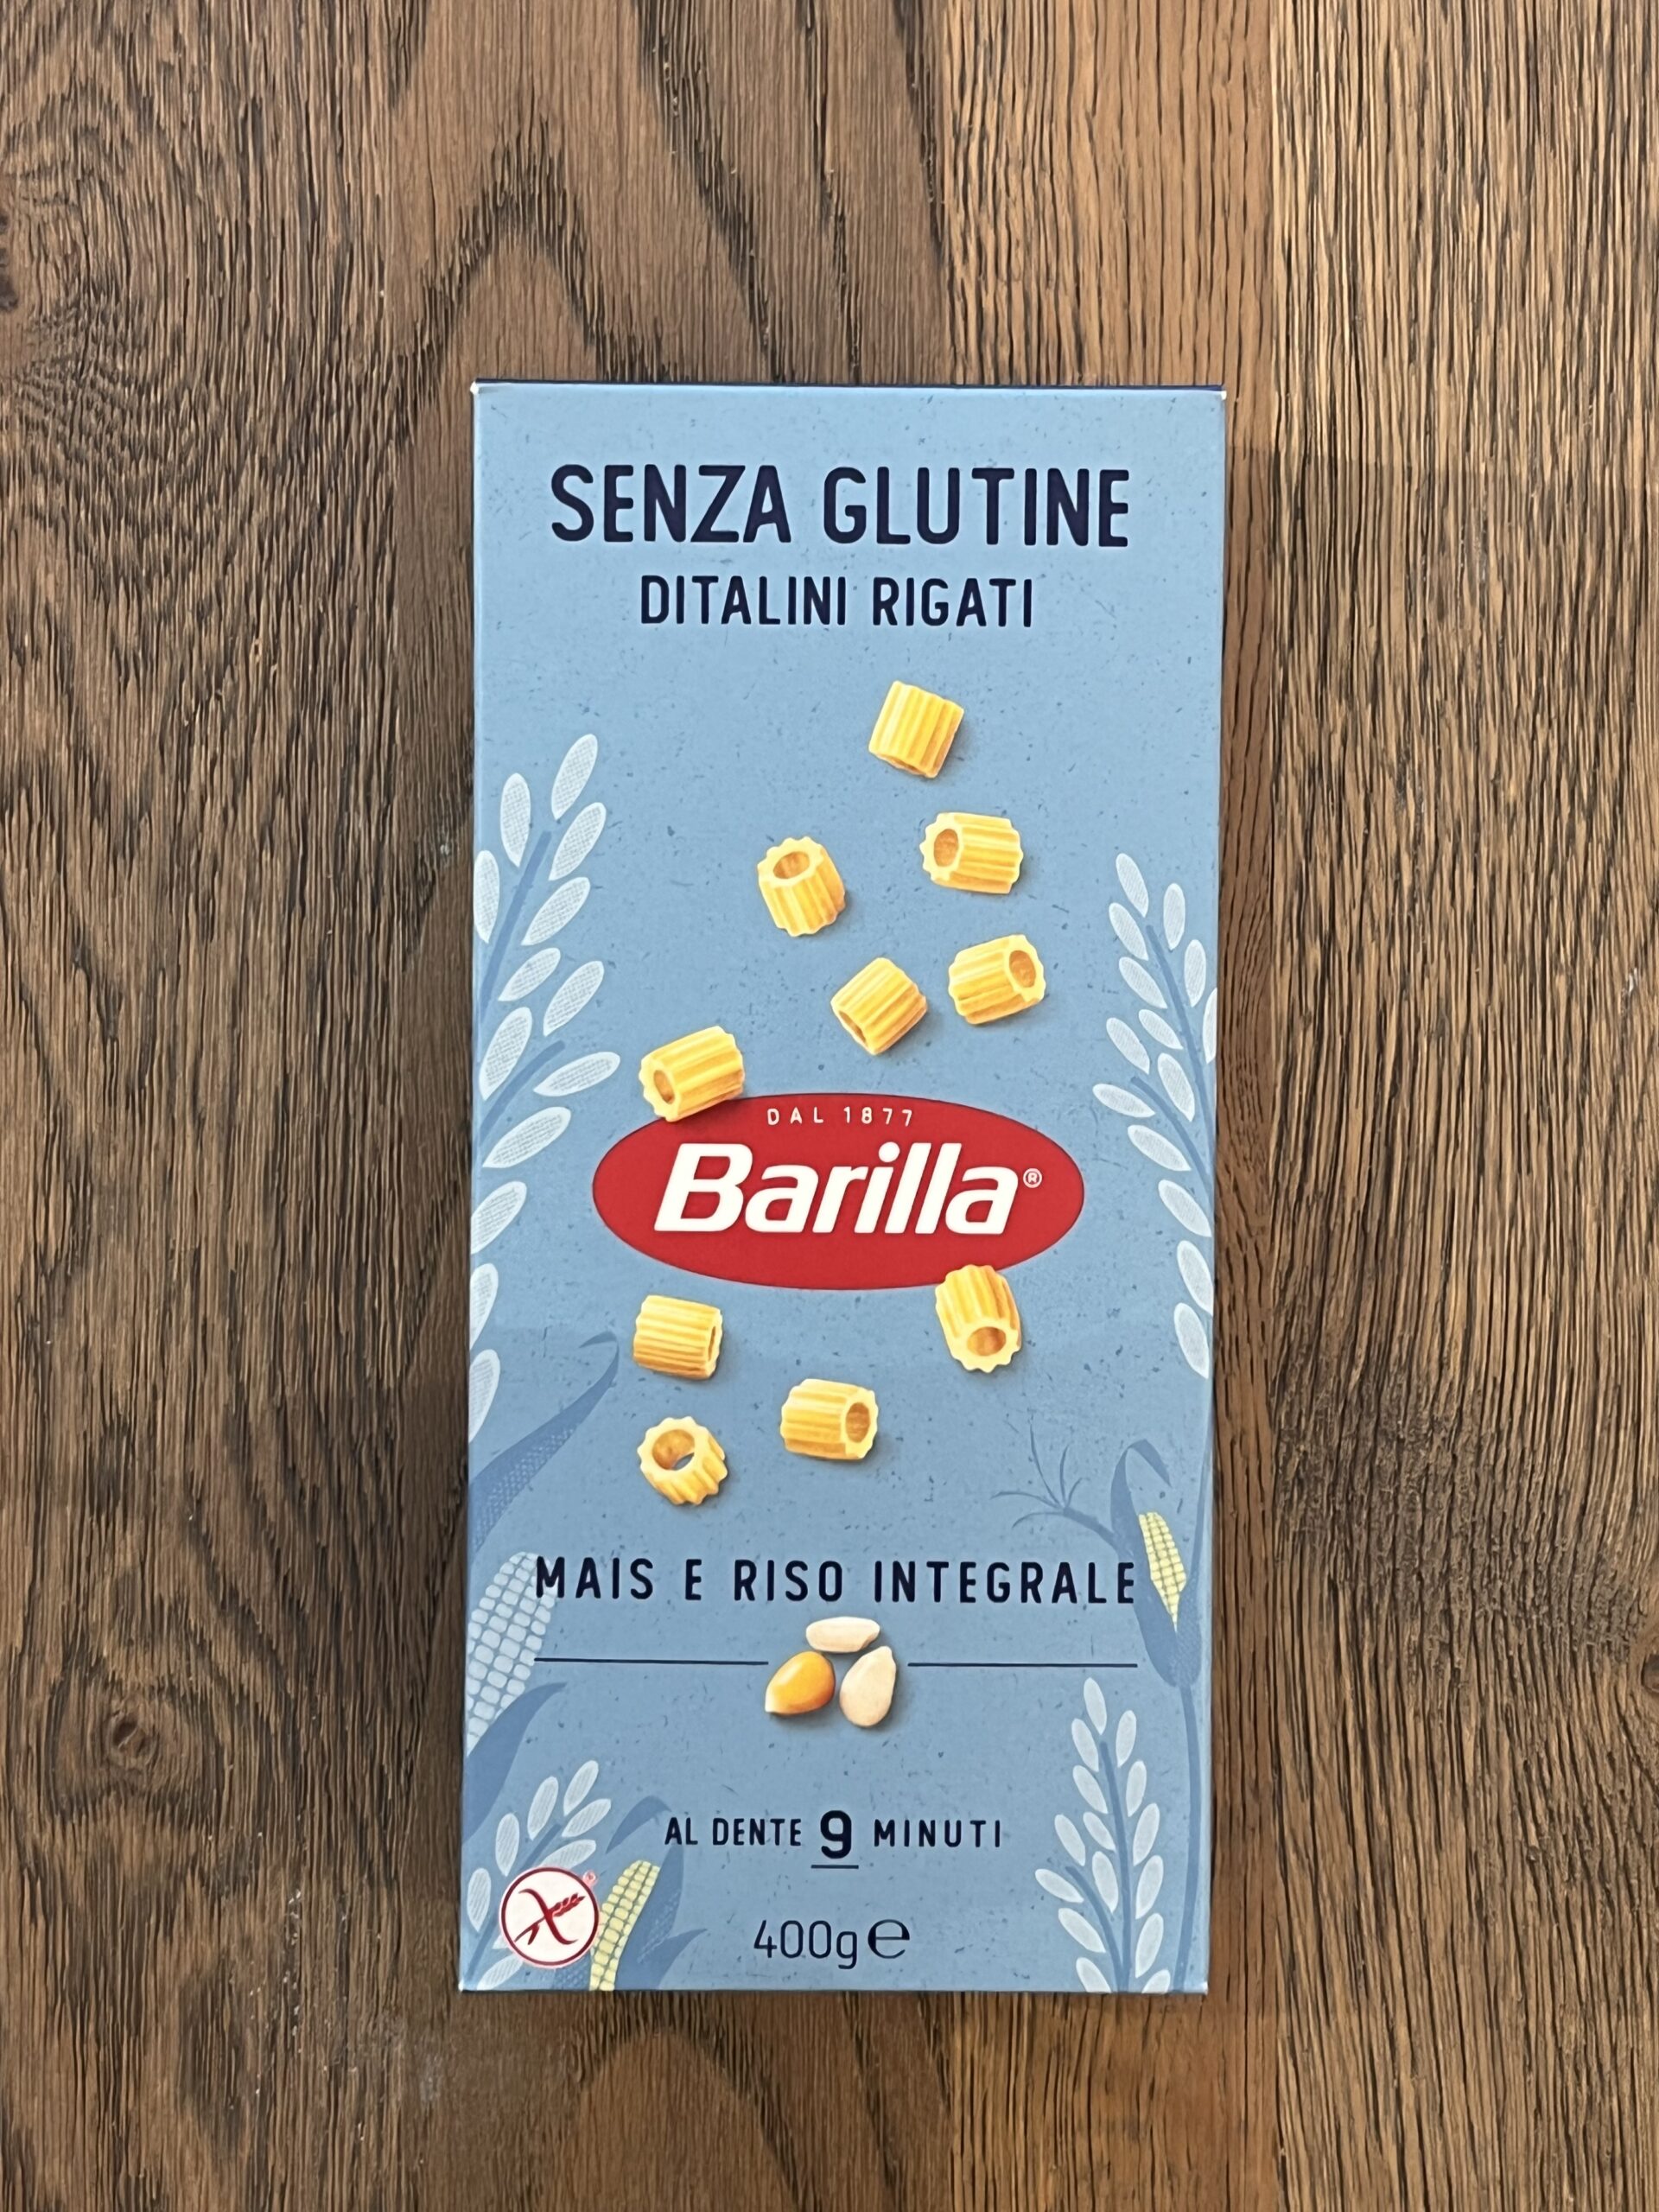 SENZA GLUTINE
DITALINI RIGATI
DAL 1877
Barilla®
MAIS E RISO INTEGRALE
AL DENTE 9 MINUTI
400g℮